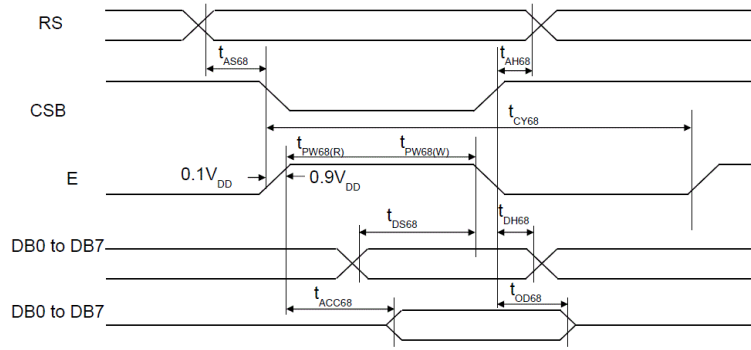 RS
tAS68
tAH68
CSB
tCY68
tPW68(R) tPW68(W)
0.1VDD
0.9VDD
E
tDS68
tDH68
DB0 to DB7
tACC68
tOD68
DB0 to DB7